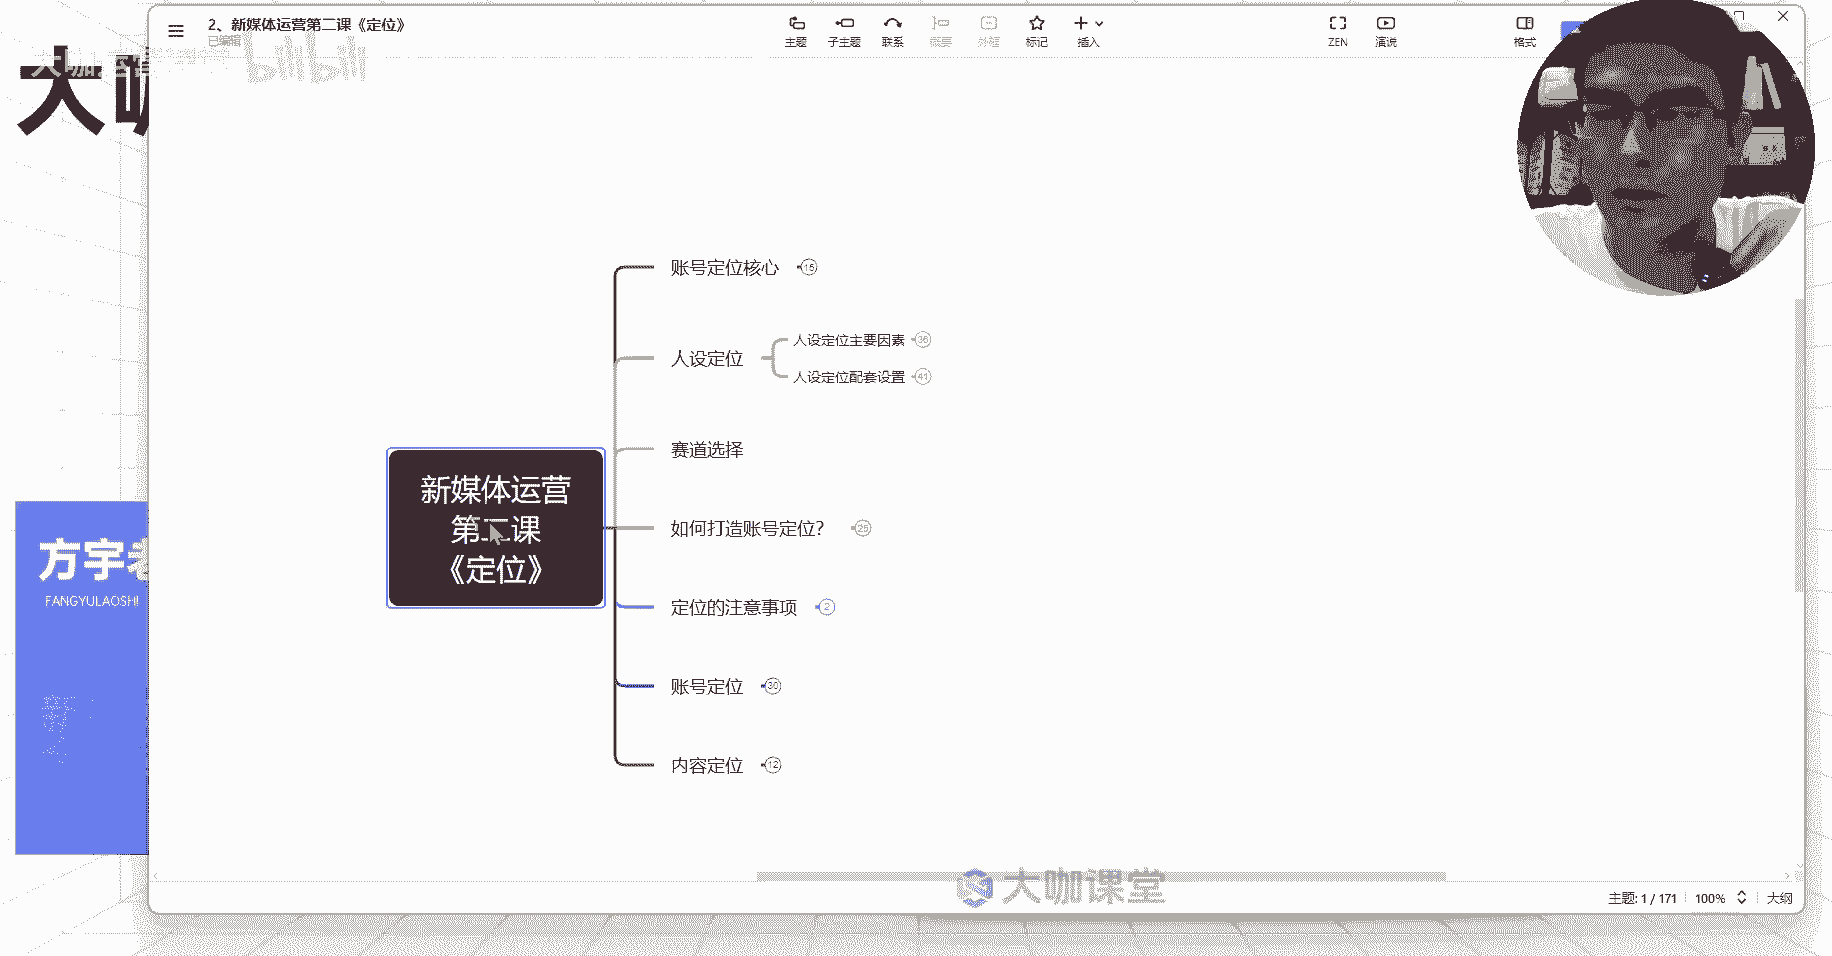 2、新媒体运营第二课《定位》
已编辑
主题
子主题
联系
概要
外框
标记
插入
ZEN
演说
格式
大咖
bilibili
账号定位核心 15
人设定位
人设定位主要因素 36
人设定位配套设置 41
赛道选择
新媒体运营
第二课
《定位》
如何打造账号定位? 25
定位的注意事项 2
账号定位 30
内容定位 12
方宇老
FANGYULAOSHI
大咖课堂
主题: 1 / 171
100%
大纲